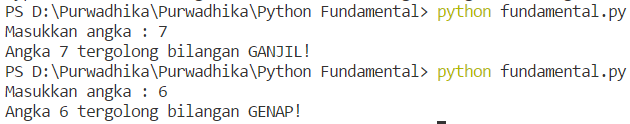 PS D:\Purwadhika\Purwadhika\Python Fundamental> python fundamental.py
Masukkan angka : 7
Angka 7 tergolong bilangan GANJIL!
PS D:\Purwadhika\Purwadhika\Python Fundamental> python fundamental.py
Masukkan angka : 6
Angka 6 tergolong bilangan GENAP!